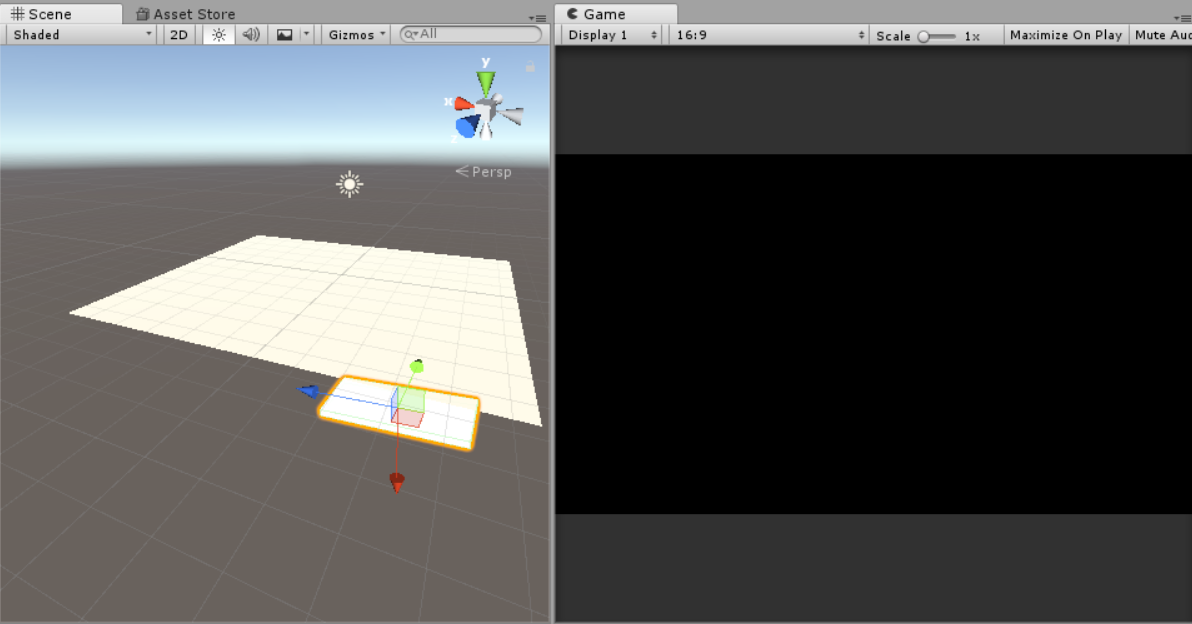 Scene
Asset Store
Game
Shaded
2D
Gizmos
All
Display 1
16:9
Scale
1x
Maximize On Play
Mute Aud
y
x
z
Persp